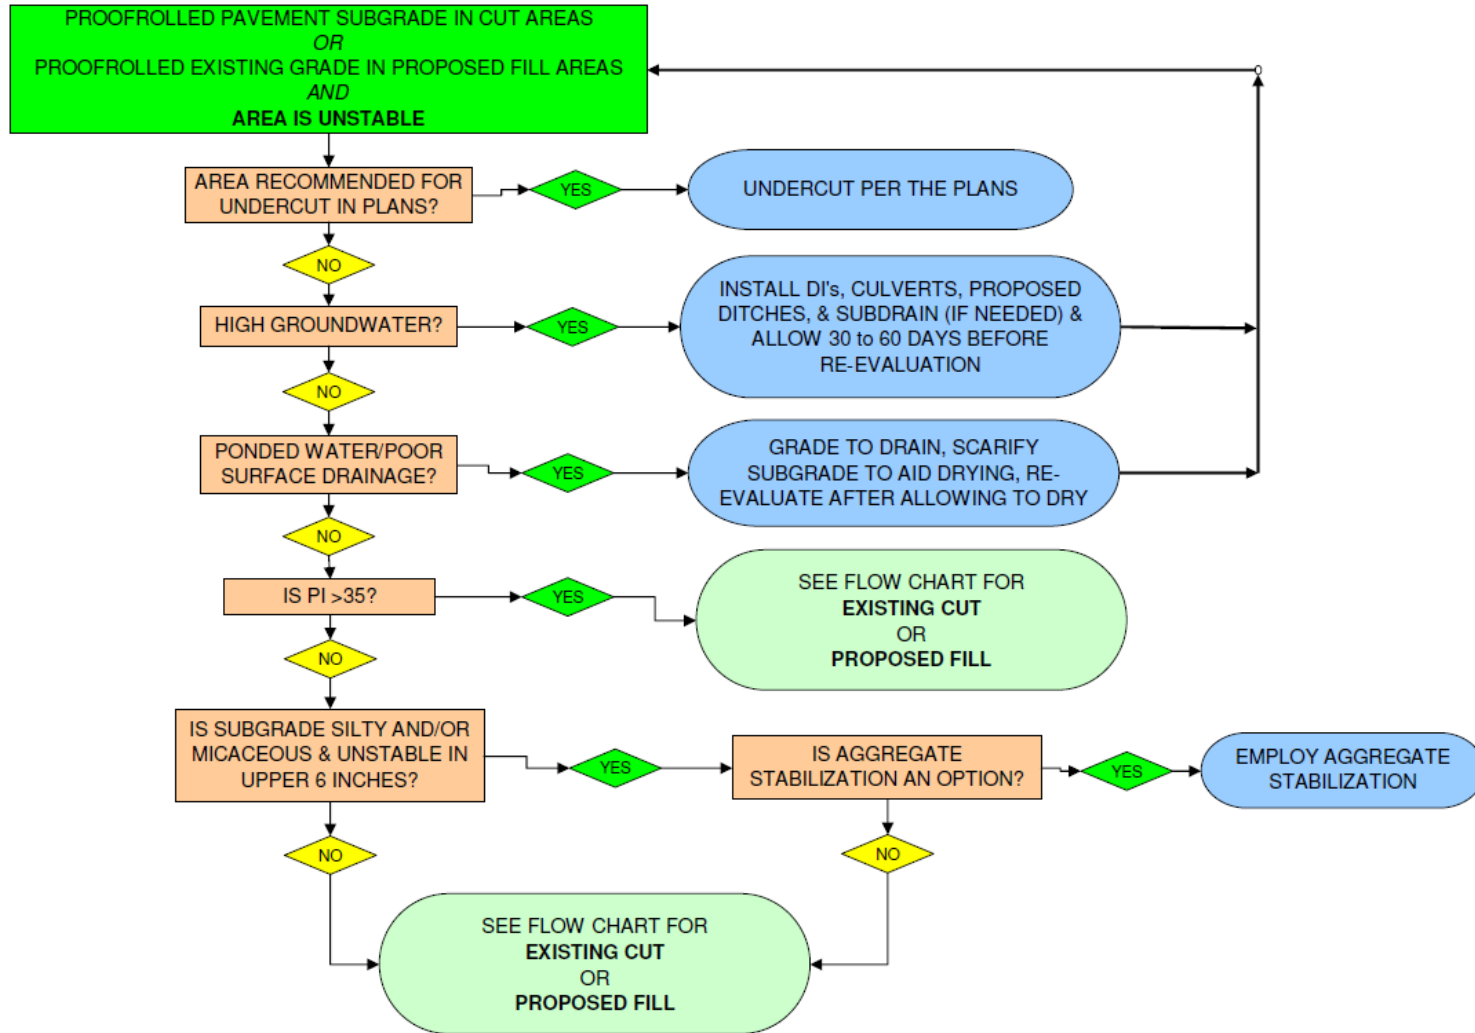 PROOFROLLED PAVEMENT SUBGRADE IN CUT AREAS
OR
PROOFROLLED EXISTING GRADE IN PROPOSED FILL AREAS
AND
AREA IS UNSTABLE
AREA RECOMMENDED FOR
UNDERCUT IN PLANS?
YES
UNDERCUT PER THE PLANS
NO
HIGH GROUNDWATER?
YES
INSTALL DI's, CULVERTS, PROPOSED
DITCHES, & SUBDRAIN (IF NEEDED) &
ALLOW 30 to 60 DAYS BEFORE
RE-EVALUATION
NO
PONDED WATER/POOR
SURFACE DRAINAGE?
YES
GRADE TO DRAIN, SCARIFY
SUBGRADE TO AID DRYING, RE-
EVALUATE AFTER ALLOWING TO DRY
NO
IS PI >35?
YES
SEE FLOW CHART FOR
EXISTING CUT
OR
PROPOSED FILL
NO
IS SUBGRADE SILTY AND/OR
MICACEOUS & UNSTABLE IN
UPPER 6 INCHES?
YES
IS AGGREGATE
STABILIZATION AN OPTION?
YES
EMPLOY AGGREGATE
STABILIZATION
NO
NO
SEE FLOW CHART FOR
EXISTING CUT
OR
PROPOSED FILL